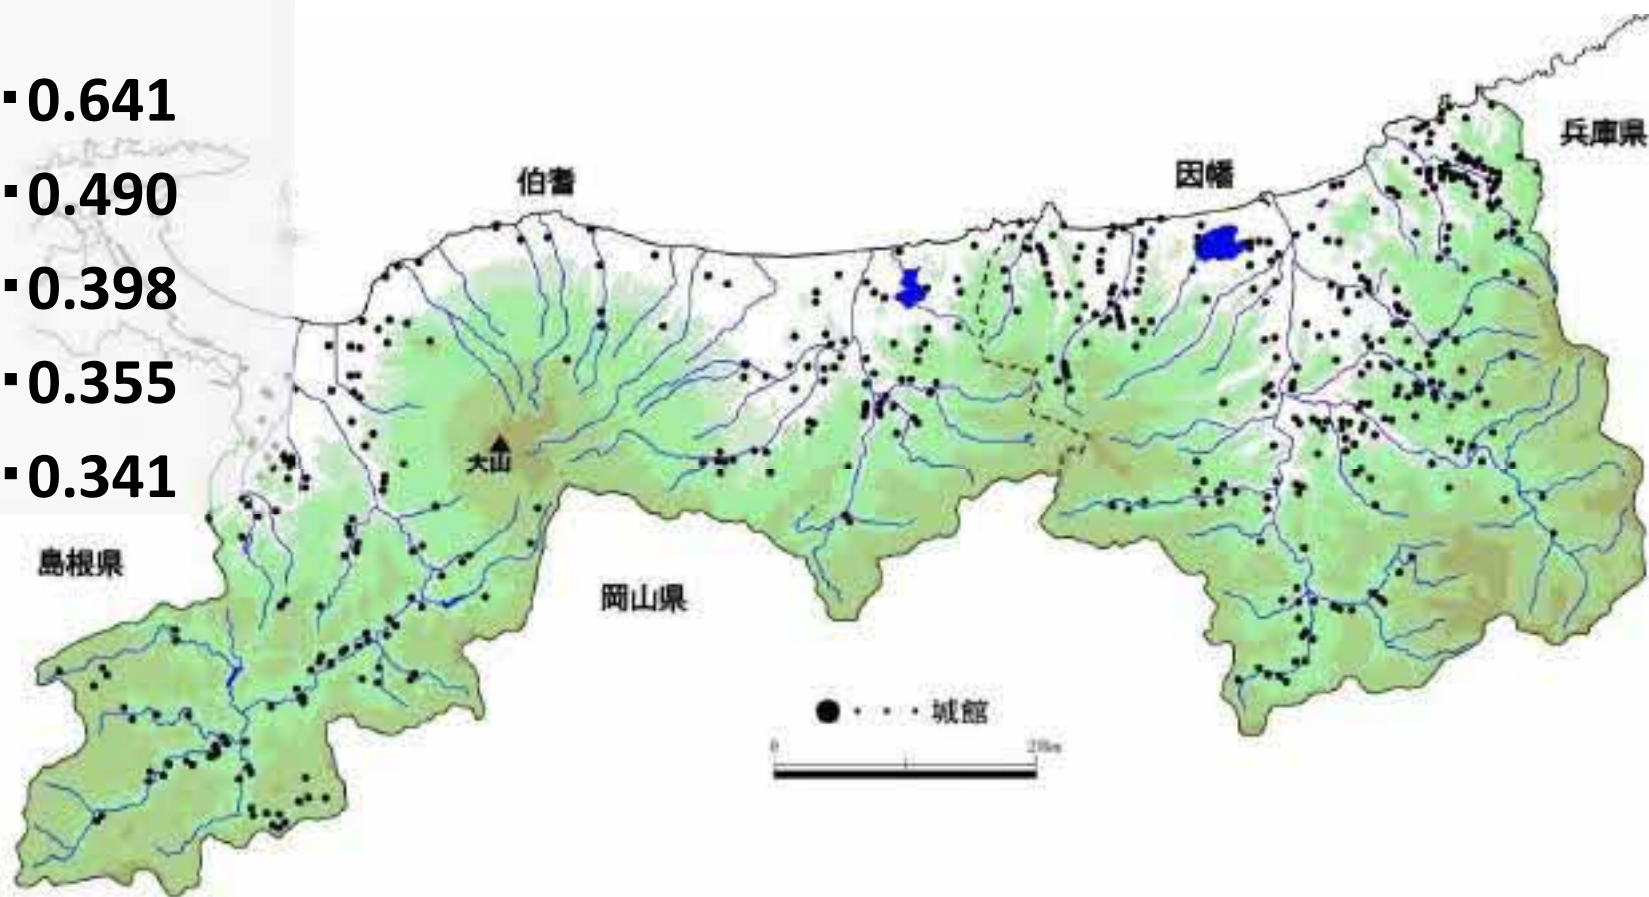 ·0.641
·0.490
·0.398
·0.355
·0.341
兵庫県
因幡
伯耆
大山
島根県
岡山県
● · · · 城館
0